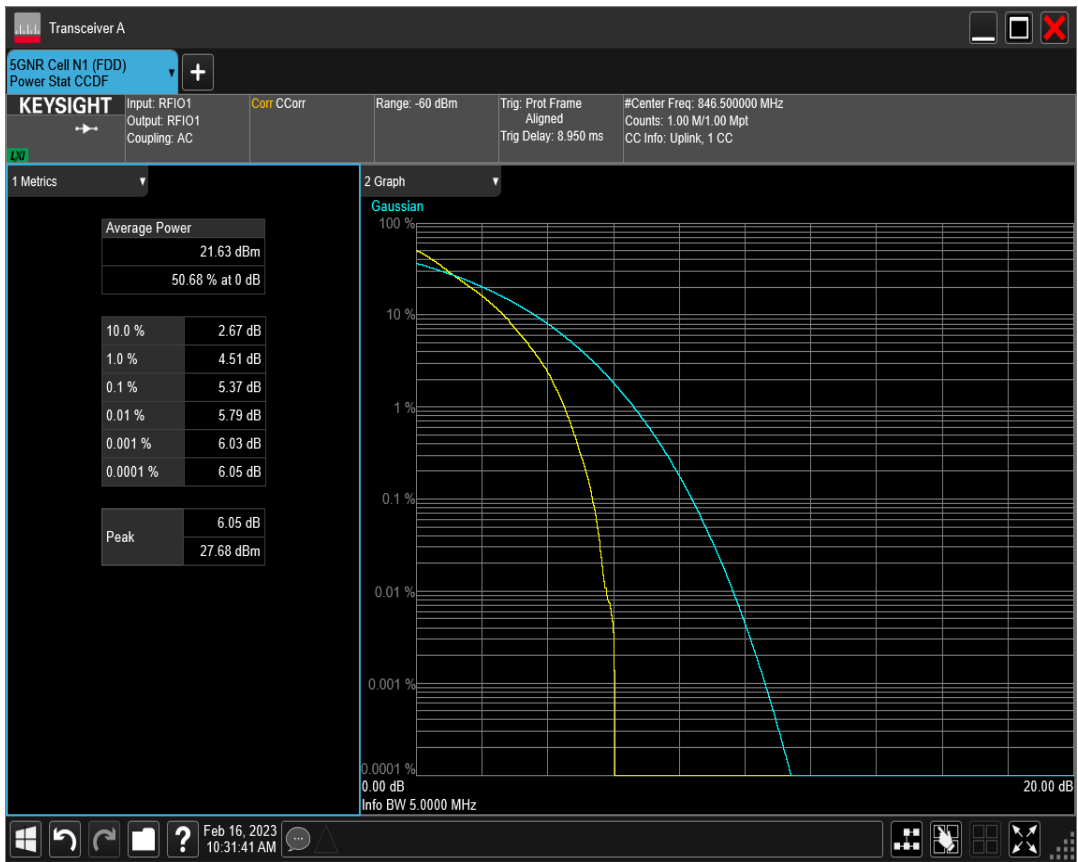 Transceiver A
5GNR Cell N1 (FDD)
Power Stat CCDF
+
KEYSIGHT
LXI
Input: RFIO1
Output: RFIO1
Coupling: AC
Corr CCorr
Range: -60 dBm
Trig: Prot Frame
Aligned
Trig Delay: 8.950 ms
#Center Freq: 846.500000 MHz
Counts: 1.00 M/1.00 Mpt
CC Info: Uplink, 1 CC
1 Metrics
Average Power
21.63 dBm
50.68 % at 0 dB
10.0 % 2.67 dB
1.0 % 4.51 dB
0.1 % 5.37 dB
0.01 % 5.79 dB
0.001 % 6.03 dB
0.0001 % 6.05 dB
Peak 6.05 dB
27.68 dBm
2 Graph
Gaussian
100 %
10 %
1 %
0.1 %
0.01 %
0.001 %
0.0001 %
0.00 dB 20.00 dB
Info BW 5.0000 MHz
? Feb 16, 2023
10:31:41 AM